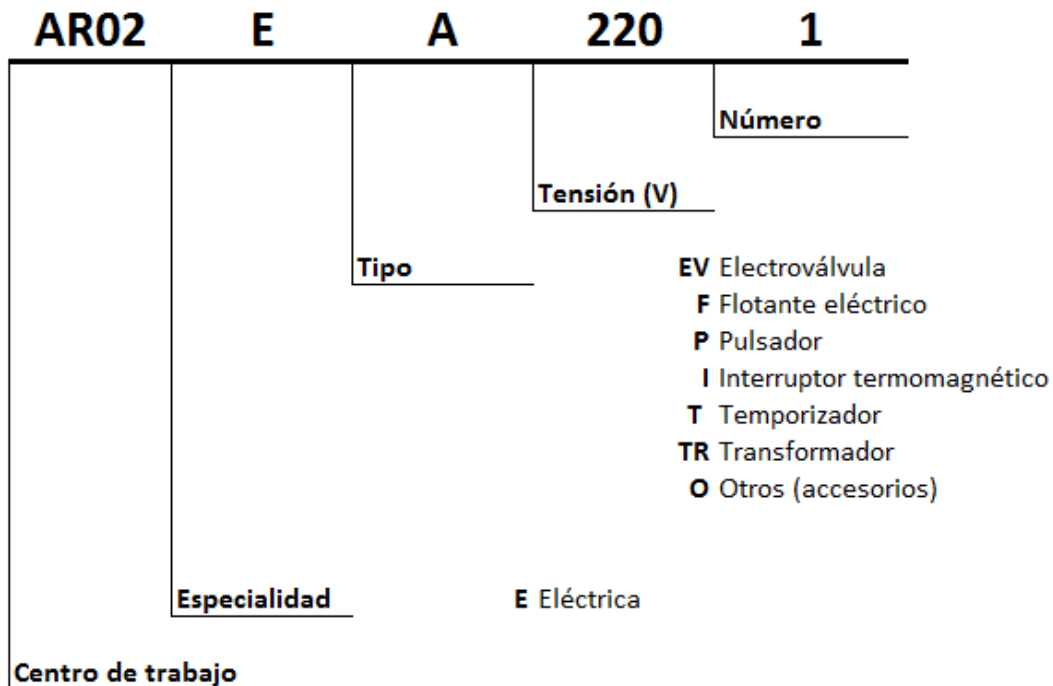 AR02 E A 220 1
Número
Tensión (V)
Tipo EV Electroválvula
F Flotante eléctrico
P Pulsador
I Interruptor termomagnético
T Temporizador
TR Transformador
O Otros (accesorios)
Especialidad E Eléctrica
Centro de trabajo